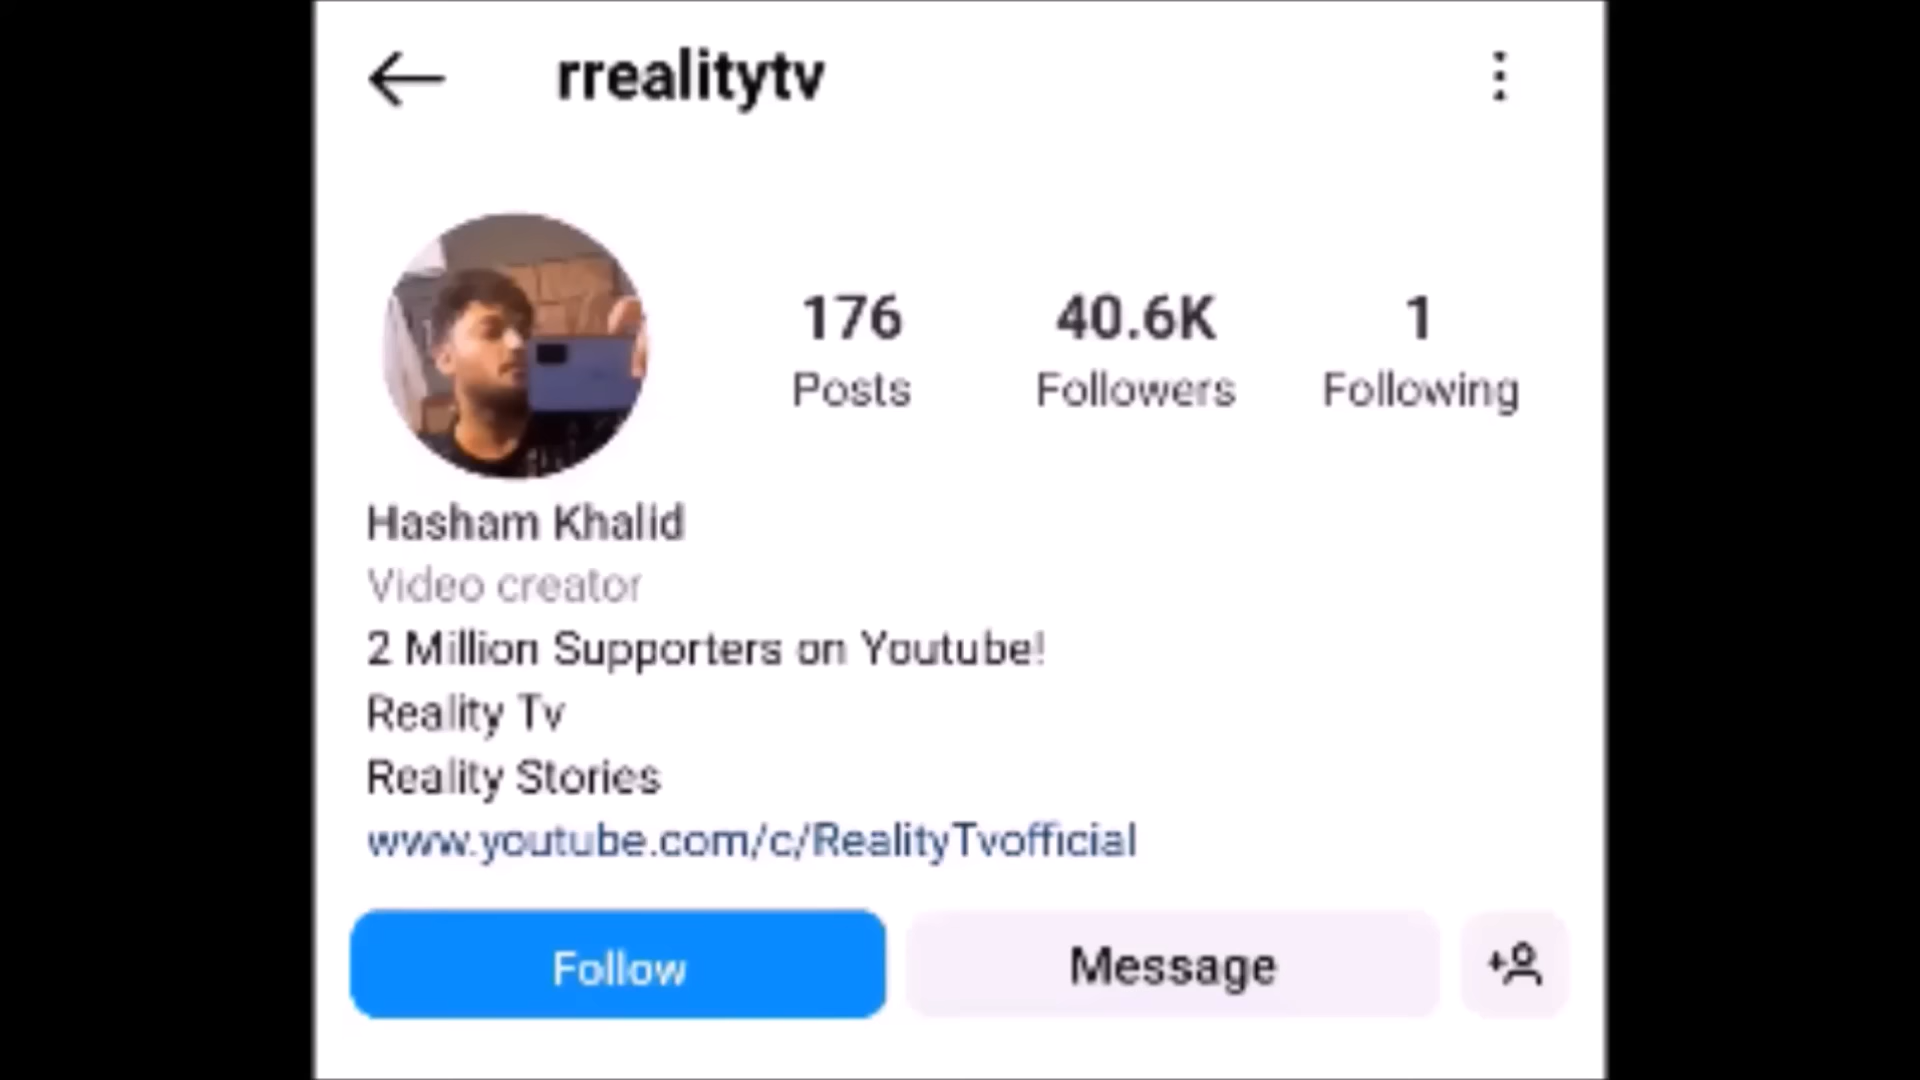 rrealitytv
176 40.6K 1
Posts Followers Following
Hasham Khalid
Video creator
2 Million Supporters on Youtube!
Reality Tv
Reality Stories
www.youtube.com/c/RealityTvofficial
Follow Message